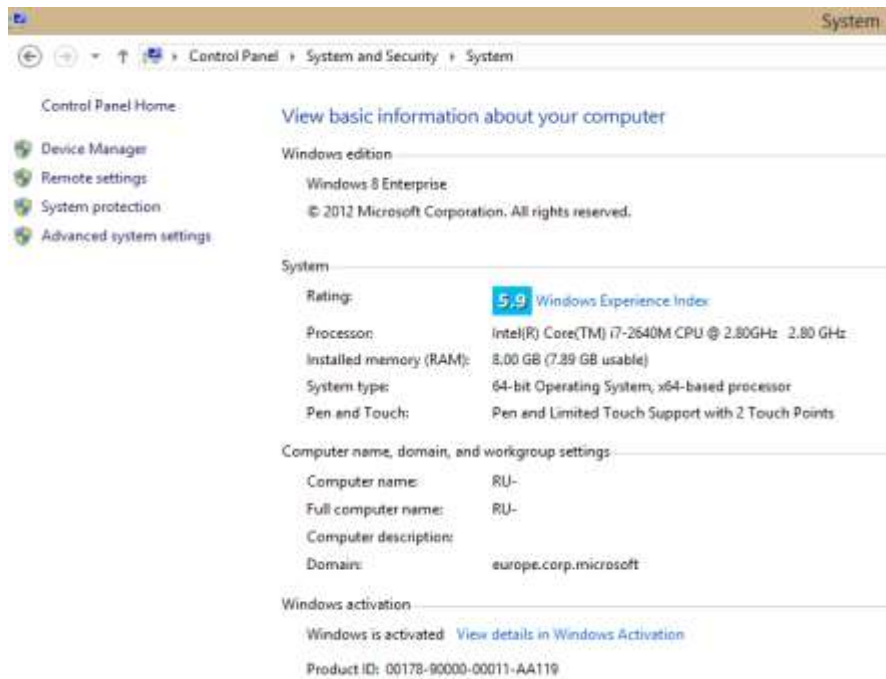 System
Control Panel System and Security System
Control Panel Home
Device Manager
Remote settings
System protection
Advanced system settings
View basic information about your computer
Windows edition
Windows 8 Enterprise
© 2012 Microsoft Corporation. All rights reserved.
System
Rating: 5.9 Windows Experience Index
Processor: Intel(R) Core(TM) i7-2640M CPU @ 2.80GHz 2.80 GHz
Installed memory (RAM): 8.00 GB (7.89 GB usable)
System type: 64-bit Operating System, x64-based processor
Pen and Touch: Pen and Limited Touch Support with 2 Touch Points
Computer name, domain, and workgroup settings
Computer name: RU-
Full computer name: RU-
Computer description:
Domain: europe.corp.microsoft
Windows activation
Windows is activated View details in Windows Activation
Product ID: 00178-90000-00011-AA119